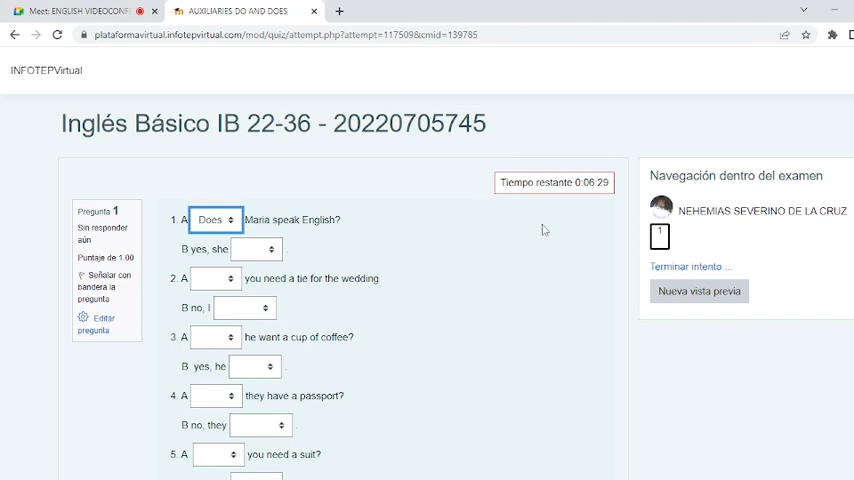 Meet: ENGLISH VIDEOCONF
AUXILIARIES DO AND DOES
plataformavirtual.infotepvirtual.com/mod/quiz/attempt.php?attempt=117509&cmid=139785
INFOTEPVirtual
Inglés Básico IB 22-36 - 20220705745
Tiempo restante 0:06:29
Pregunta 1
Sin responder
aún
Puntaje de 1.00
Señalar con
bandera la
pregunta
Editar
pregunta
1. A Does Maria speak English?
B yes, she .
2. A you need a tie for the wedding
B no, I
3. A he want a cup of coffee?
B yes, he .
4. A they have a passport?
B no, they .
5. A you need a suit?
Navegación dentro del examen
NEHEMIAS SEVERINO DE LA CRUZ
1
Terminar intento ...
Nueva vista previa